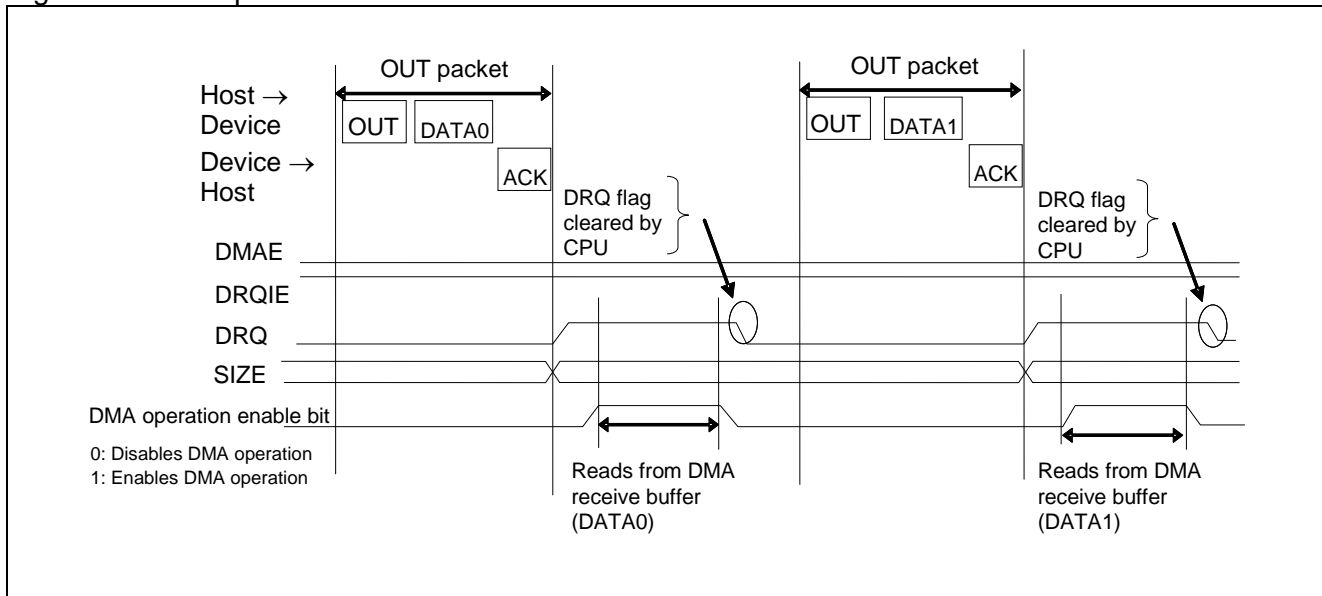 OUT packet
OUT packet
Host →
Device
OUT
DATA0
OUT
DATA1
Device →
Host
ACK
ACK
DRQ flag
cleared by
CPU
DRQ flag
cleared by
CPU
DMAE
DRQIE
DRQ
SIZE
DMA operation enable bit
0: Disables DMA operation
1: Enables DMA operation
Reads from DMA
receive buffer
(DATA0)
Reads from DMA
receive buffer
(DATA1)